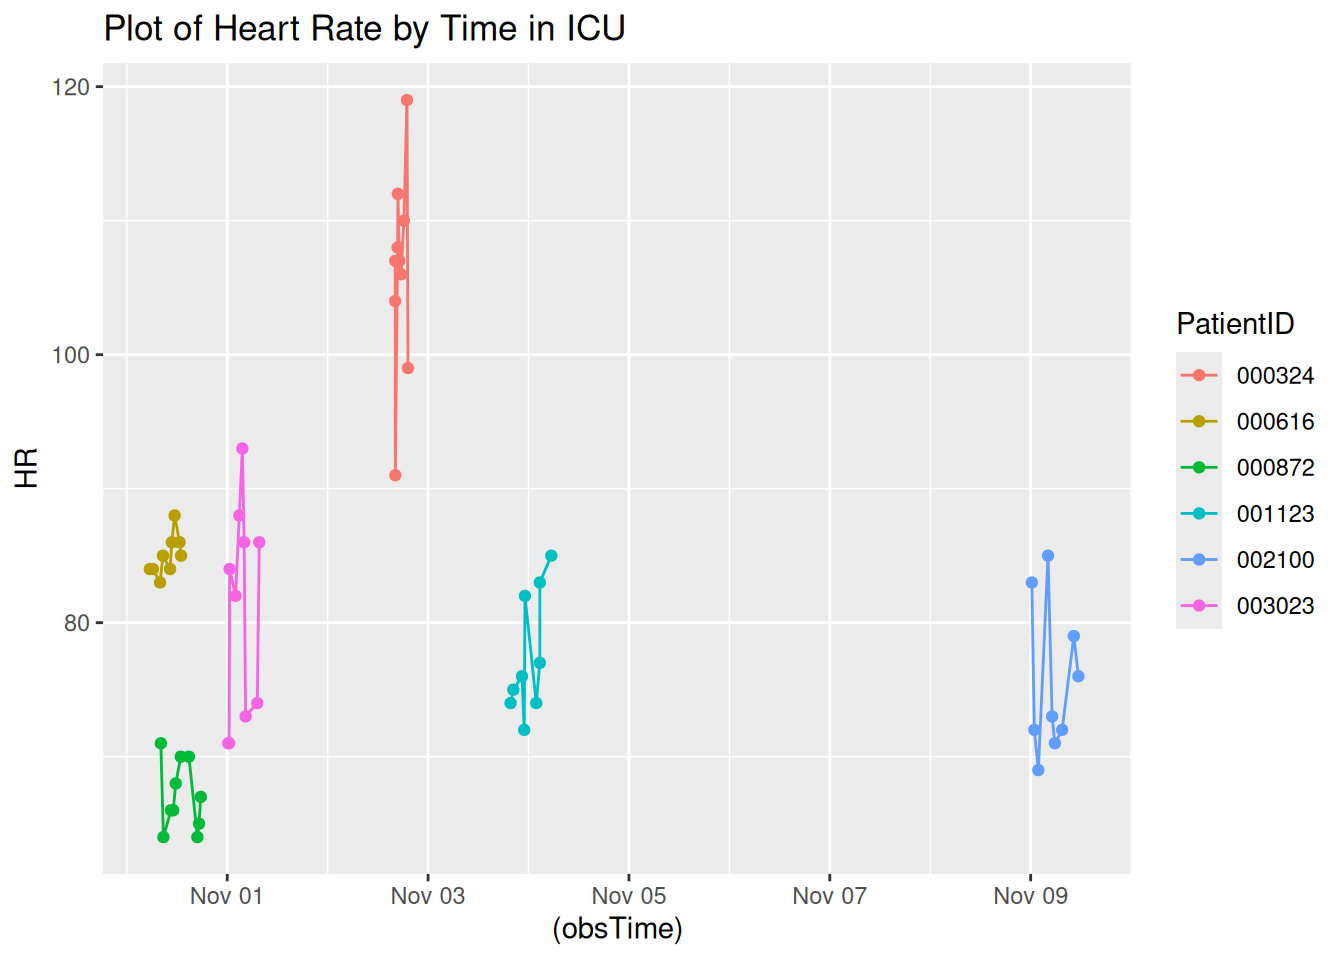 Plot of Heart Rate by Time in ICU
120
100
80
HR
Nov 01
Nov 03
Nov 05
Nov 07
Nov 09
(obsTime)
PatientID
000324
000616
000872
001123
002100
003023